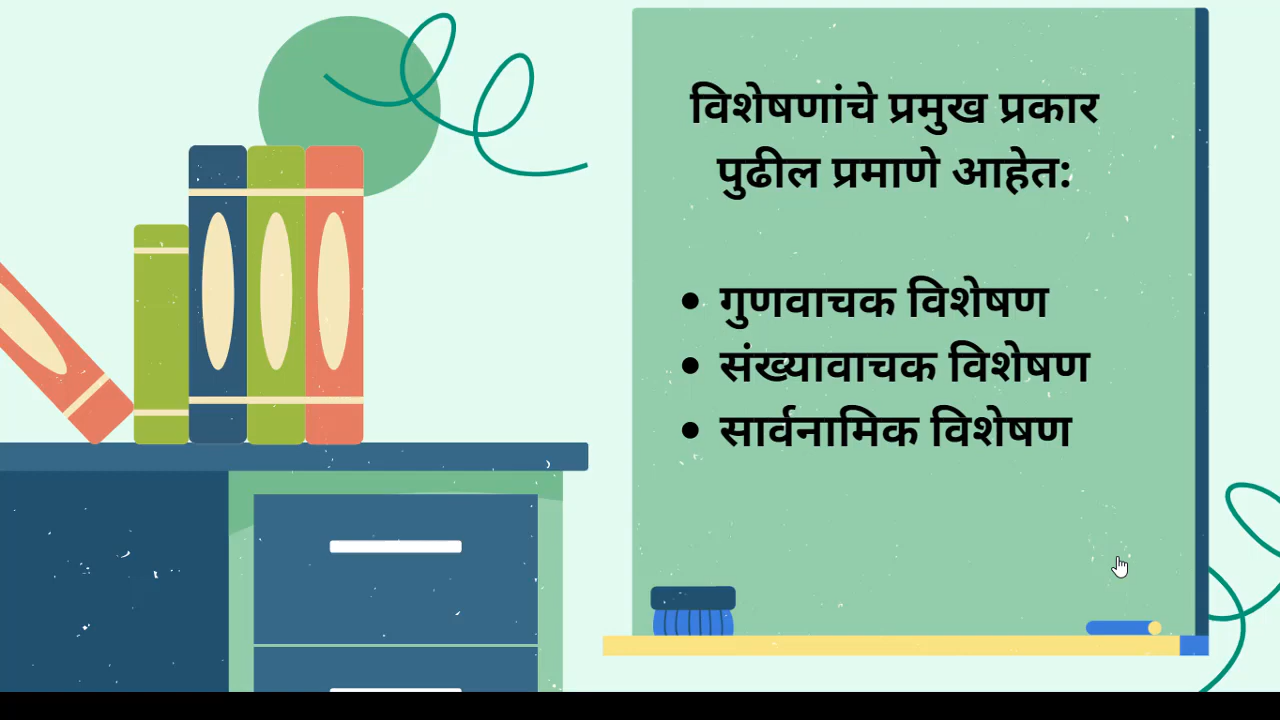 विशेषणांचे प्रमुख प्रकार
पुढील प्रमाणे आहेत:
• गुणवाचक विशेषण
• संख्यावाचक विशेषण
• सार्वनामिक विशेषण